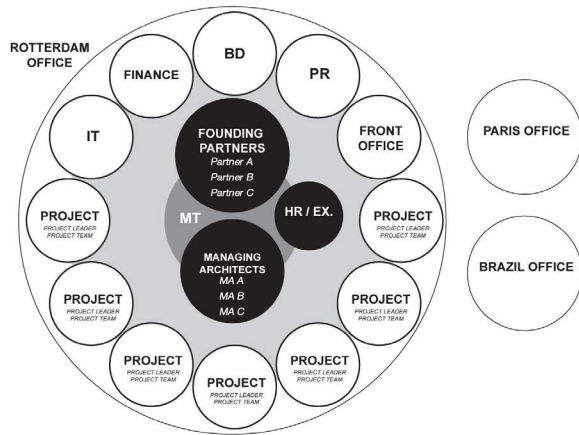 ROTTERDAM
OFFICE
FINANCE
BD
PR
IT
FRONT
OFFICE
FOUNDING
PARTNERS
Partner A
Partner B
Partner C
MT
HR / EX.
MANAGING
ARCHITECTS
MA A
MA B
MA C
PROJECT
PROJECT LEADER
PROJECT TEAM
PROJECT
PROJECT LEADER
PROJECT TEAM
PROJECT
PROJECT LEADER
PROJECT TEAM
PROJECT
PROJECT LEADER
PROJECT TEAM
PROJECT
PROJECT LEADER
PROJECT TEAM
PROJECT
PROJECT LEADER
PROJECT TEAM
PROJECT
PROJECT LEADER
PROJECT TEAM
PARIS OFFICE
BRAZIL OFFICE